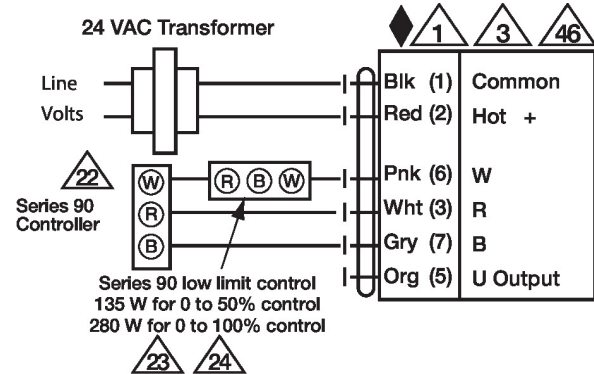 24 VAC Transformer
1 3 46
Line
Volts
Blk (1) Common
Red (2) Hot +
Pnk (6) W
Wht (3) R
Gry (7) B
Org (5) U Output
22
Series 90
Controller
W
R
B
R B W
Series 90 low limit control
135 W for 0 to 50% control
280 W for 0 to 100% control
23 24